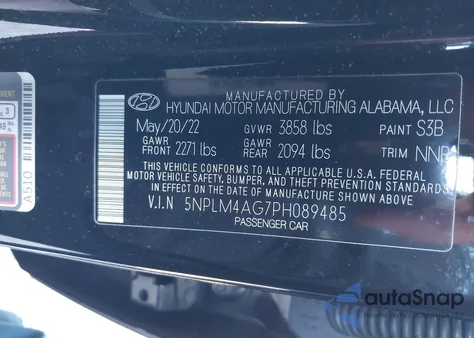 MANUFACTURED BY
HYUNDAI MOTOR MANUFACTURING ALABAMA, LLC
May/20/22 GVWR 3858 lbs PAINT S3B
GAWR FRONT 2271 lbs GAWR REAR 2094 lbs TRIM NNB
THIS VEHICLE CONFORMS TO ALL APPLICABLE U.S.A. FEDERAL
MOTOR VEHICLE SAFETY, BUMPER, AND THEFT PREVENTION STANDARDS
IN EFFECT ON THE DATE OF MANUFACTURE SHOWN ABOVE.
V.I.N 5NPLM4AG7PH089485
PASSENGER CAR
A510
3
autoSnap